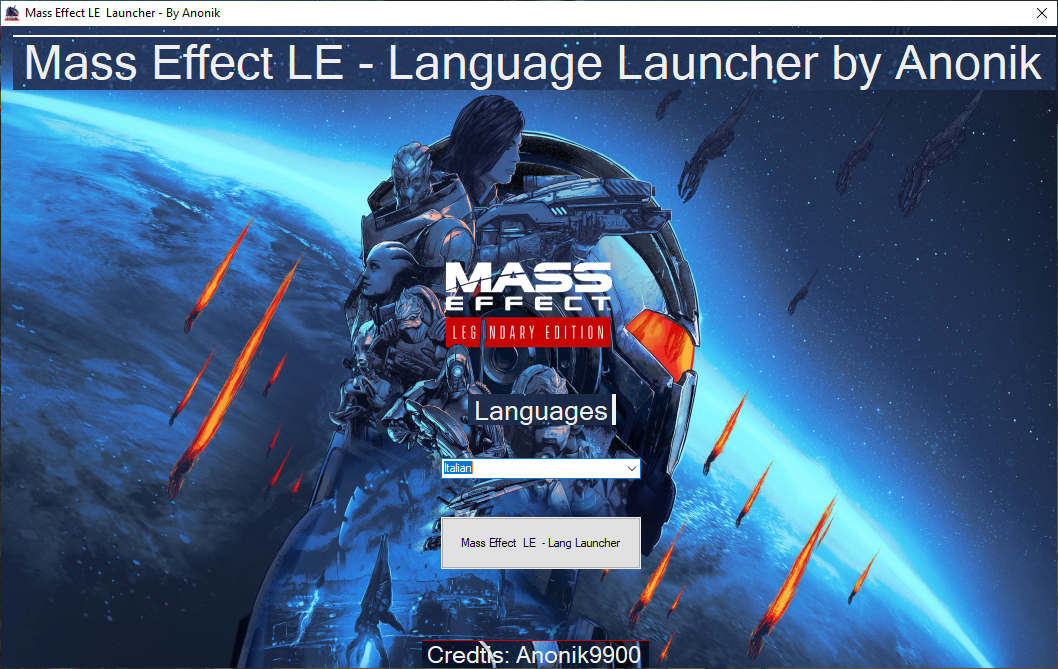 Mass Effect LE  Launcher - By Anonik
Mass Effect LE - Language Launcher by Anonik
MASS
EFFECT
LEGENDARY EDITION
Languages
Italian
Mass Effect  LE  - Lang Launcher
Credtis: Anonik9900